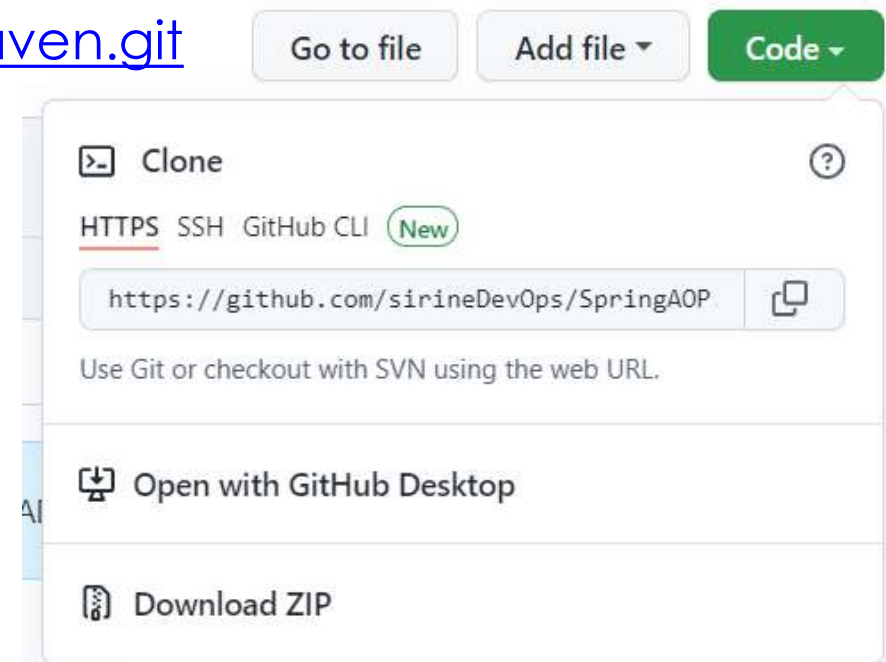 aven.git
Go to file Add file Code
Clone
HTTPS SSH GitHub CLI New
https://github.com/sirineDevOps/SpringAOP
Use Git or checkout with SVN using the web URL.
Open with GitHub Desktop
Download ZIP